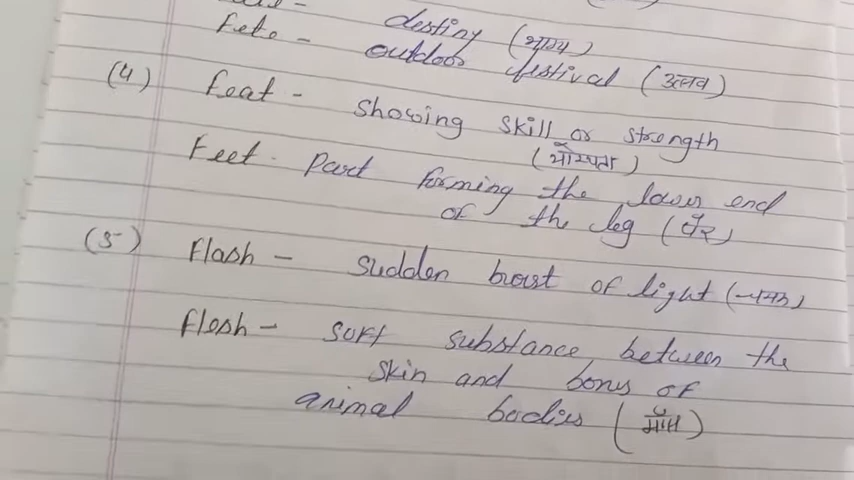 Fete - destiny (भाग्य)
outdoor festival (उत्सव)
(4) Feat - showing skill or strength
(योग्यता)
Feet - Part forming the lower end
of the leg (पैर)
(5) Flash - sudden burst of light (चमक)
Flesh - soft substance between the
skin and bones of
animal bodies (मांस)